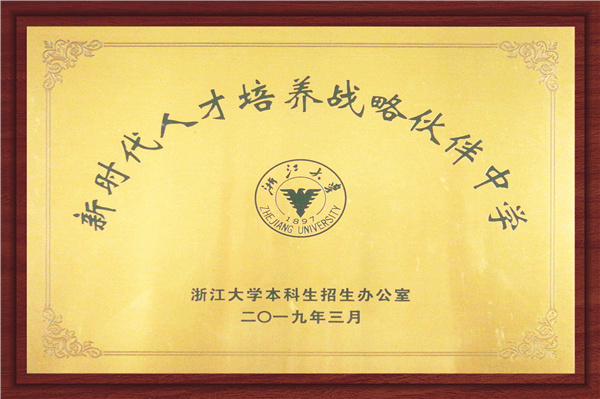 新时代人才培养战略伙伴中学
浙江大学
1897
ZHEJIANG UNIVERSITY
浙江大学本科生招生办公室
二〇一九年三月